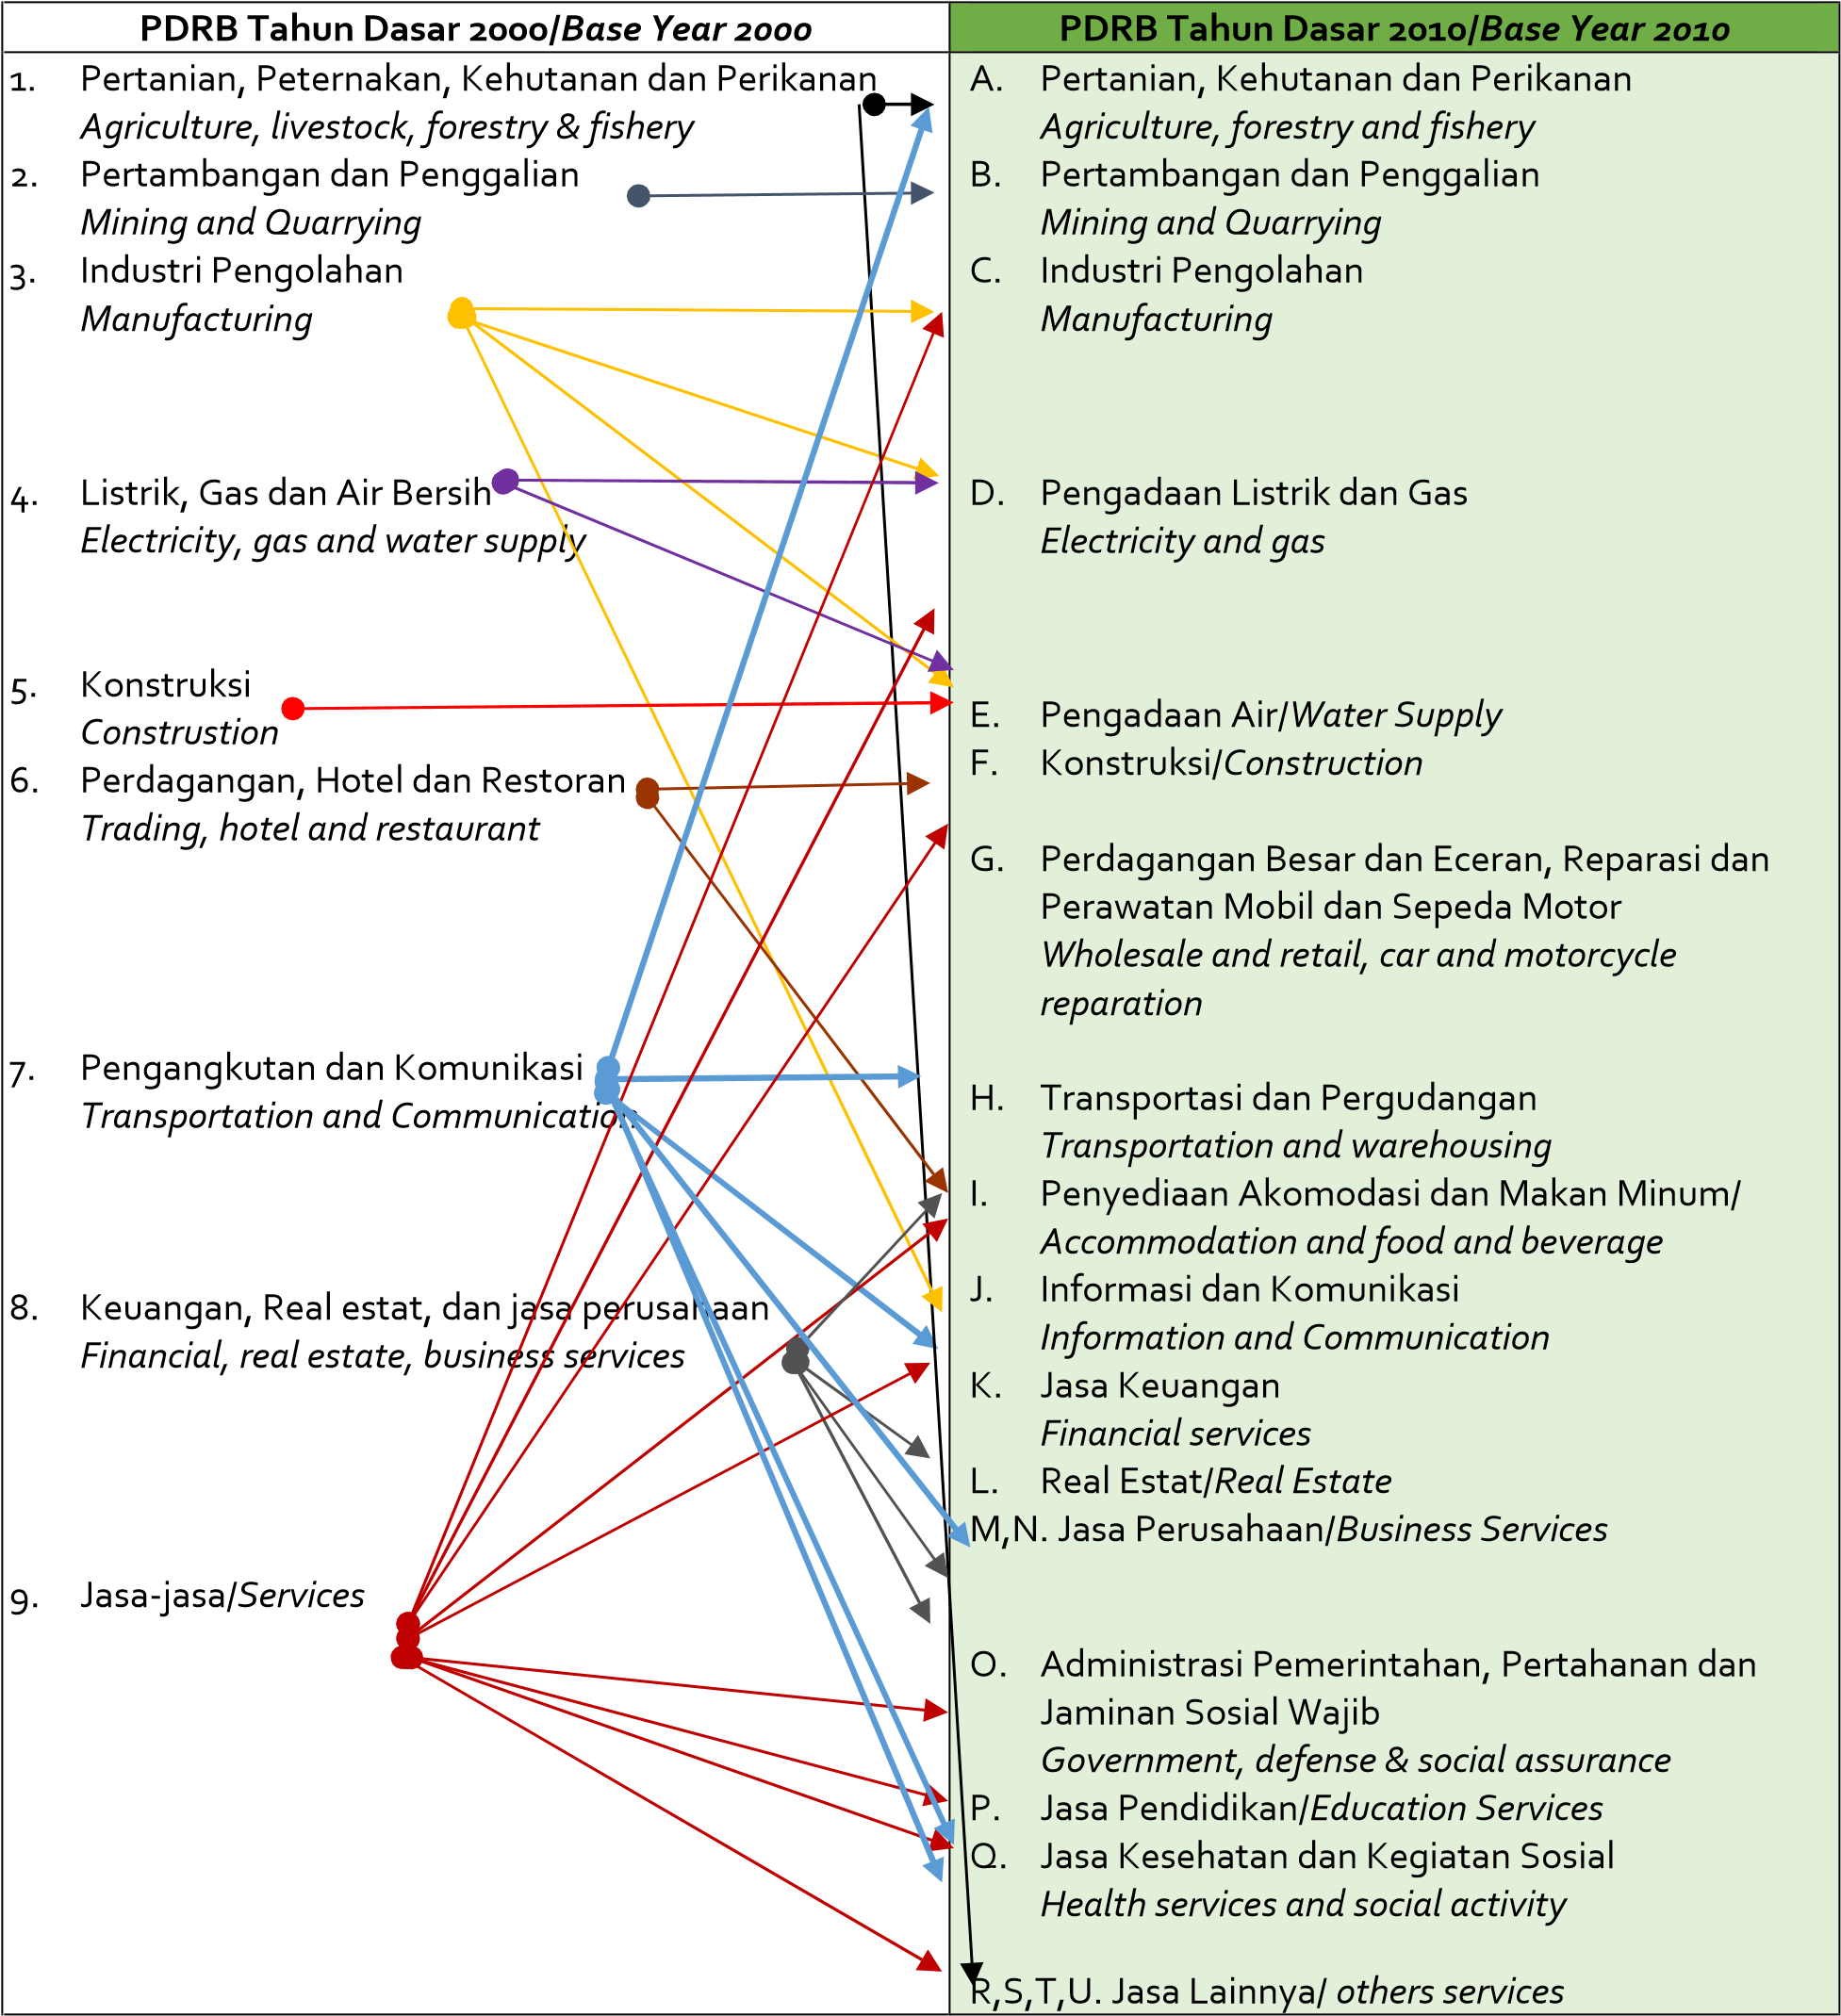 PDRB Tahun Dasar 2000/Base Year 2000
1. Pertanian, Peternakan, Kehutanan dan Perikanan
Agriculture, livestock, forestry & fishery
2. Pertambangan dan Penggalian
Mining and Quarrying
3. Industri Pengolahan
Manufacturing
4. Listrik, Gas dan Air Bersih
Electricity, gas and water supply
5. Konstruksi
Construstion
6. Perdagangan, Hotel dan Restoran
Trading, hotel and restaurant
7. Pengangkutan dan Komunikasi
Transportation and Communication
8. Keuangan, Real estat, dan jasa perusahaan
Financial, real estate, business services
9. Jasa-jasa/Services
PDRB Tahun Dasar 2010/Base Year 2010
A. Pertanian, Kehutanan dan Perikanan
Agriculture, forestry and fishery
B. Pertambangan dan Penggalian
Mining and Quarrying
C. Industri Pengolahan
Manufacturing
D. Pengadaan Listrik dan Gas
Electricity and gas
E. Pengadaan Air/Water Supply
F. Konstruksi/Construction
G. Perdagangan Besar dan Eceran, Reparasi dan
Perawatan Mobil dan Sepeda Motor
Wholesale and retail, car and motorcycle
reparation
H. Transportasi dan Pergudangan
Transportation and warehousing
I. Penyediaan Akomodasi dan Makan Minum/
Accommodation and food and beverage
J. Informasi dan Komunikasi
Information and Communication
K. Jasa Keuangan
Financial services
L. Real Estat/Real Estate
M,N. Jasa Perusahaan/Business Services
O. Administrasi Pemerintahan, Pertahanan dan
Jaminan Sosial Wajib
Government, defense & social assurance
P. Jasa Pendidikan/Education Services
Q. Jasa Kesehatan dan Kegiatan Sosial
Health services and social activity
R,S,T,U. Jasa Lainnya/ others services